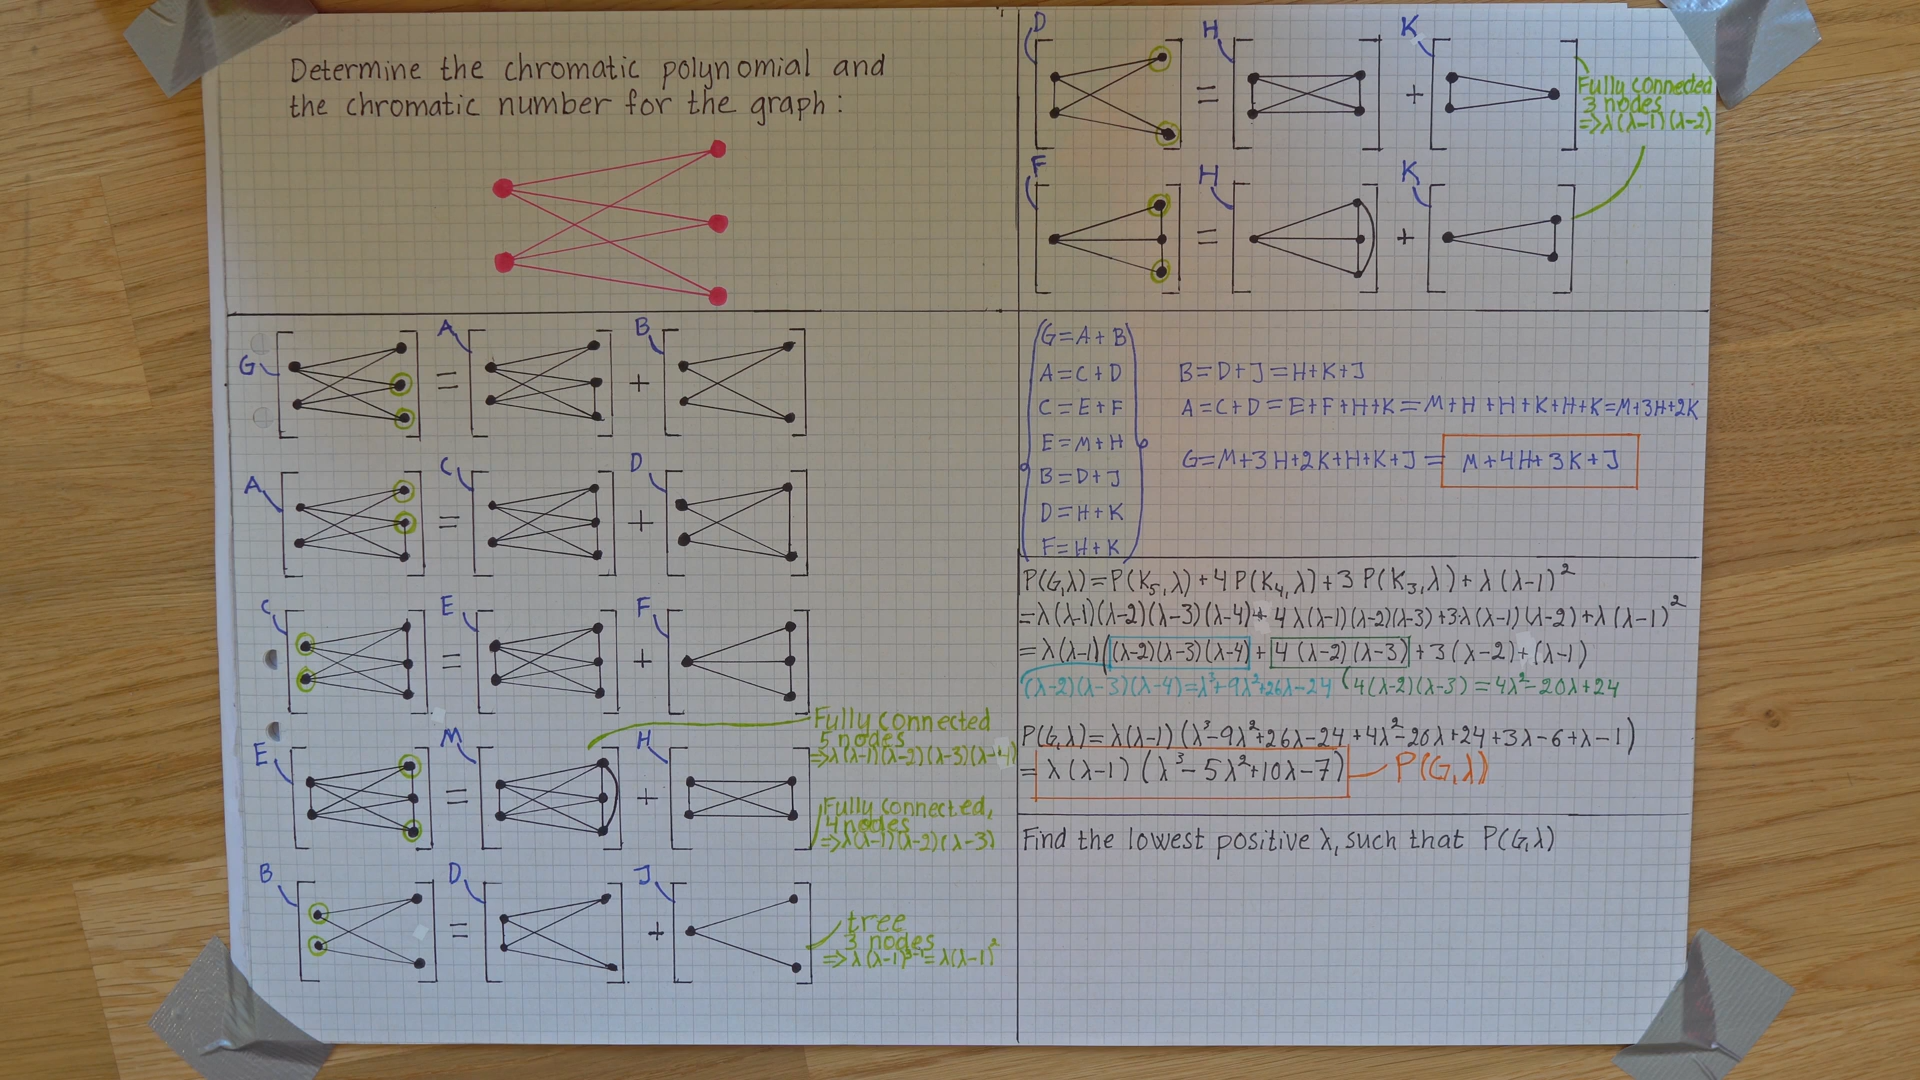 Determine the chromatic polynomial and
the chromatic number for the graph:
G = A + B
A = C + D
C = E + F
E = M + H
Fully connected
5 nodes
⇒λ(λ-1)(λ-2)(λ-3)(λ-4)
Fully connected,
4 nodes
⇒λ(λ-1)(λ-2)(λ-3)
B = D + J
tree
3 nodes
⇒λ(λ-1)³⁻¹=λ(λ-1)²
D = H + K
Fully connected
3 nodes
⇒λ(λ-1)(λ-2)
F = H + K
G=A+B
A=C+D
C=E+F
E=M+H
B=D+J
D=H+K
F=H+K
B=D+J=H+K+J
A=C+D=E+F+H+K=M+H+H+K+H+K=M+3H+2K
G=M+3H+2K+H+K+J= M+4H+3K+J
P(G,λ)=P(K₅,λ)+4P(K₄,λ)+3P(K₃,λ)+λ(λ-1)²
=λ(λ-1)(λ-2)(λ-3)(λ-4)+4λ(λ-1)(λ-2)(λ-3)+3·λ(λ-1)(λ-2)+λ(λ-1)²
=λ(λ-1)((λ-2)(λ-3)(λ-4)+4(λ-2)(λ-3)+3(λ-2)+(λ-1)
(λ-2)(λ-3)(λ-4)=λ³+9λ²+26λ-24 4(λ-2)(λ-3)=4λ²-20λ+24
P(G,λ)=λ(λ-1)(λ³-9λ²+26λ-24+4λ²-20λ+24+3λ-6+λ-1)
=λ(λ-1)(λ³-5λ²+10λ-7) P(G,λ)
Find the lowest positive λ, such that P(G,λ)